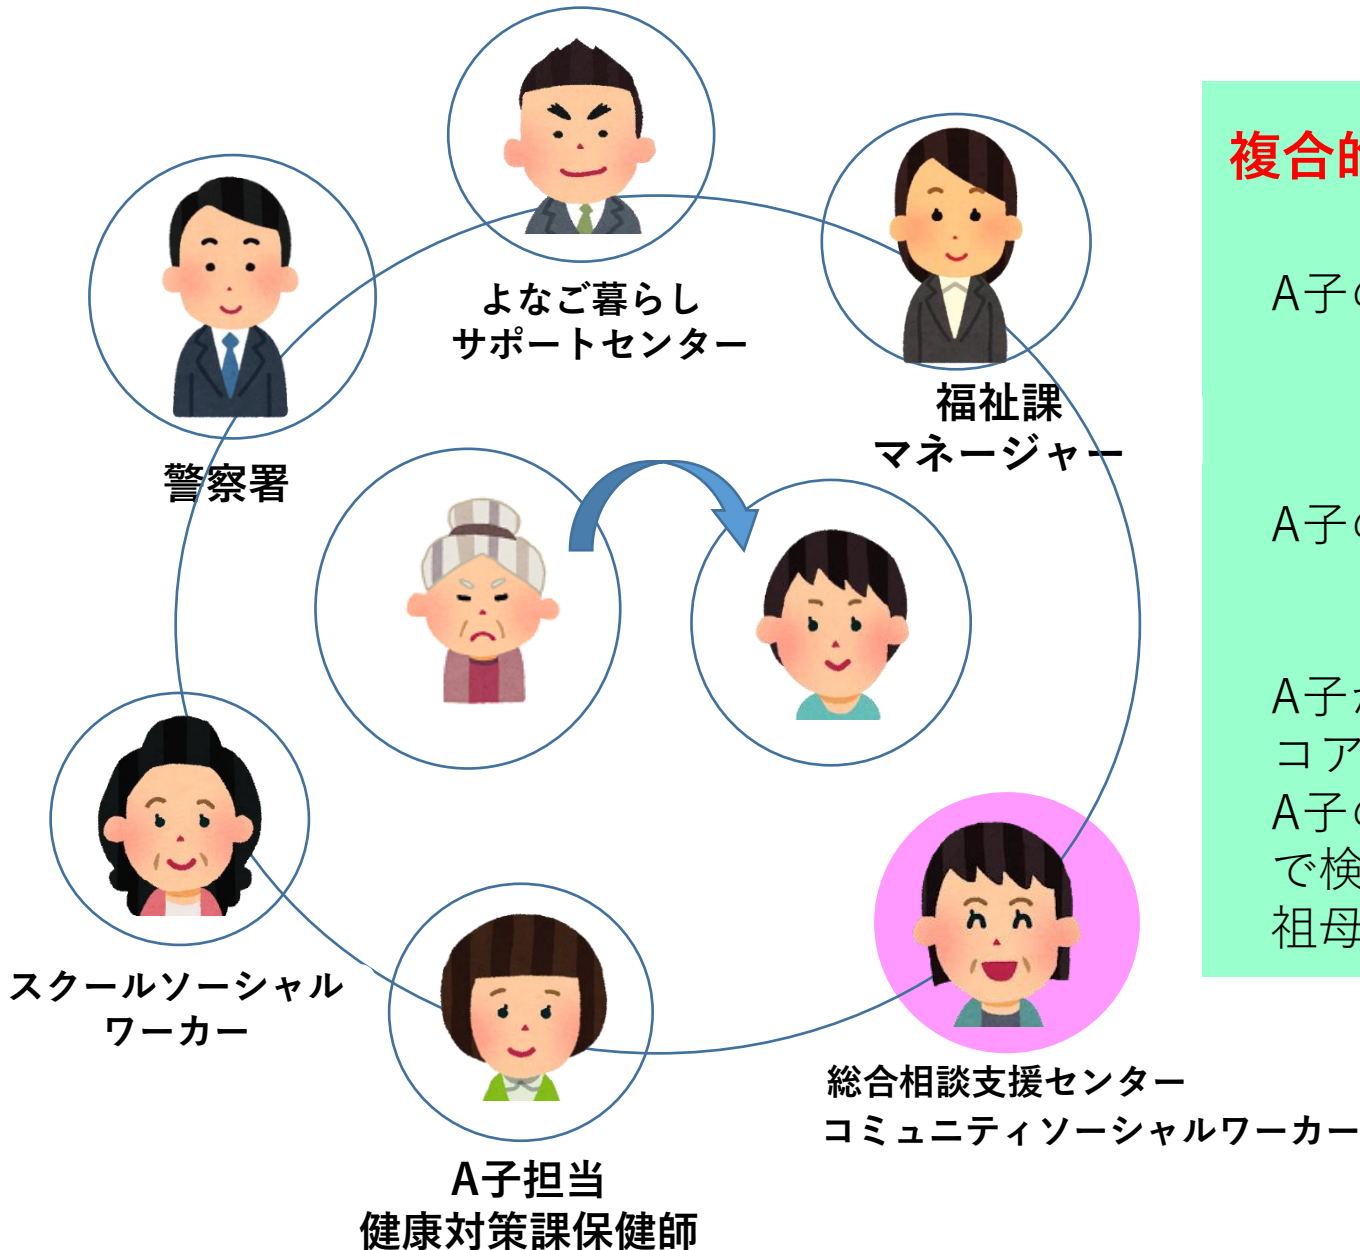 よなご暮らし
サポートセンター
福祉課
マネージャー
警察署
スクールソーシャル
ワーカー
A子担当
健康対策課保健師
総合相談支援センター
コミュニティソーシャルワーカー
複合的
A子の
A子の
A子が
コア
A子の
で検
祖母